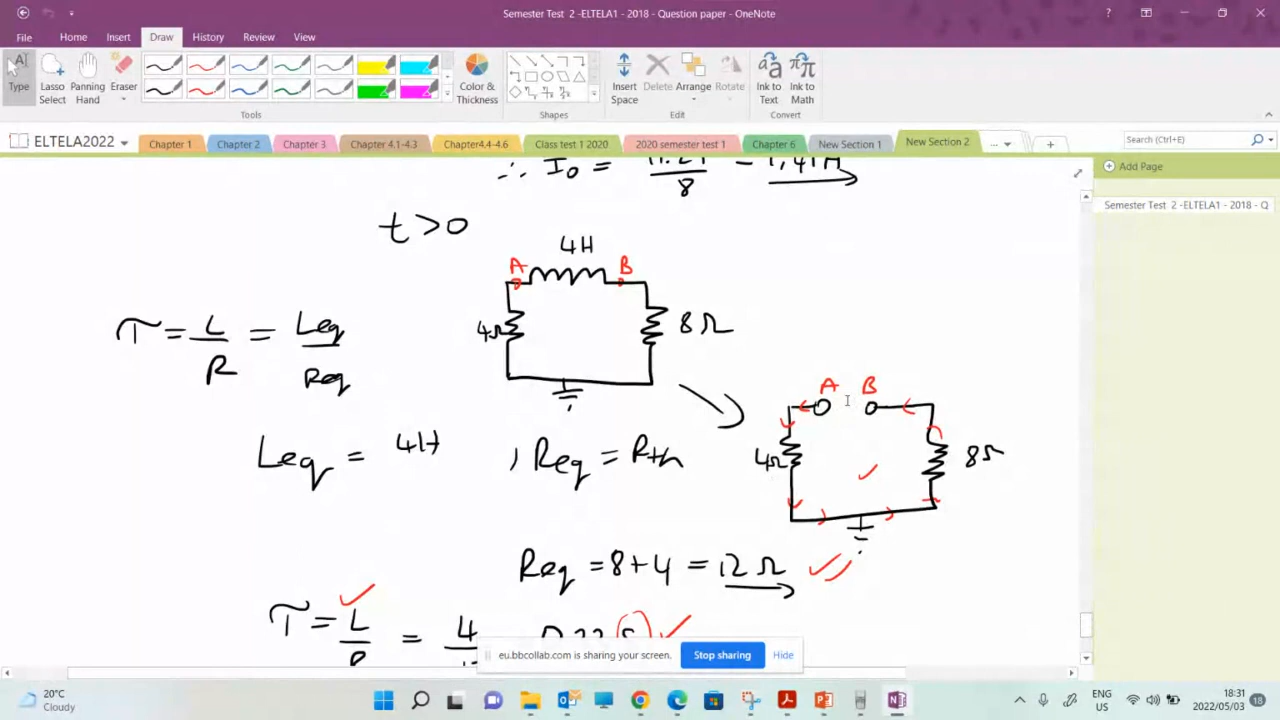 Semester Test 2 -ELTELA1 - 2018 - Question paper - OneNote
File Home Insert Draw History Review View
Type
Lasso Select
Panning Hand
Eraser
Color & Thickness
Insert Space
Delete
Arrange
Rotate
Ink to Text
Ink to Math
Tools Shapes Edit Convert
ELTELA2022
Chapter 1 Chapter 2 Chapter 3 Chapter 4.1-4.3 Chapter4.4-4.6 Class test 1 2020 2020 semester test 1 Chapter 6 New Section 1 New Section 2 ...
Search (Ctrl+E)
Add Page
Semester Test 2 -ELTELA1 - 2018 - Q
∴ I0 = 8
t>0
4H
A B
4Ω 8Ω
τ = L/R = Leq/Req
A B
4Ω 8Ω
Leq = 4H , Req = Rth
Req = 8+4 = 12Ω
τ = L = 4
eu.bbcollab.com is sharing your screen. Stop sharing Hide
20°C
Cloudy
ENG
US
18:31
2022/05/03